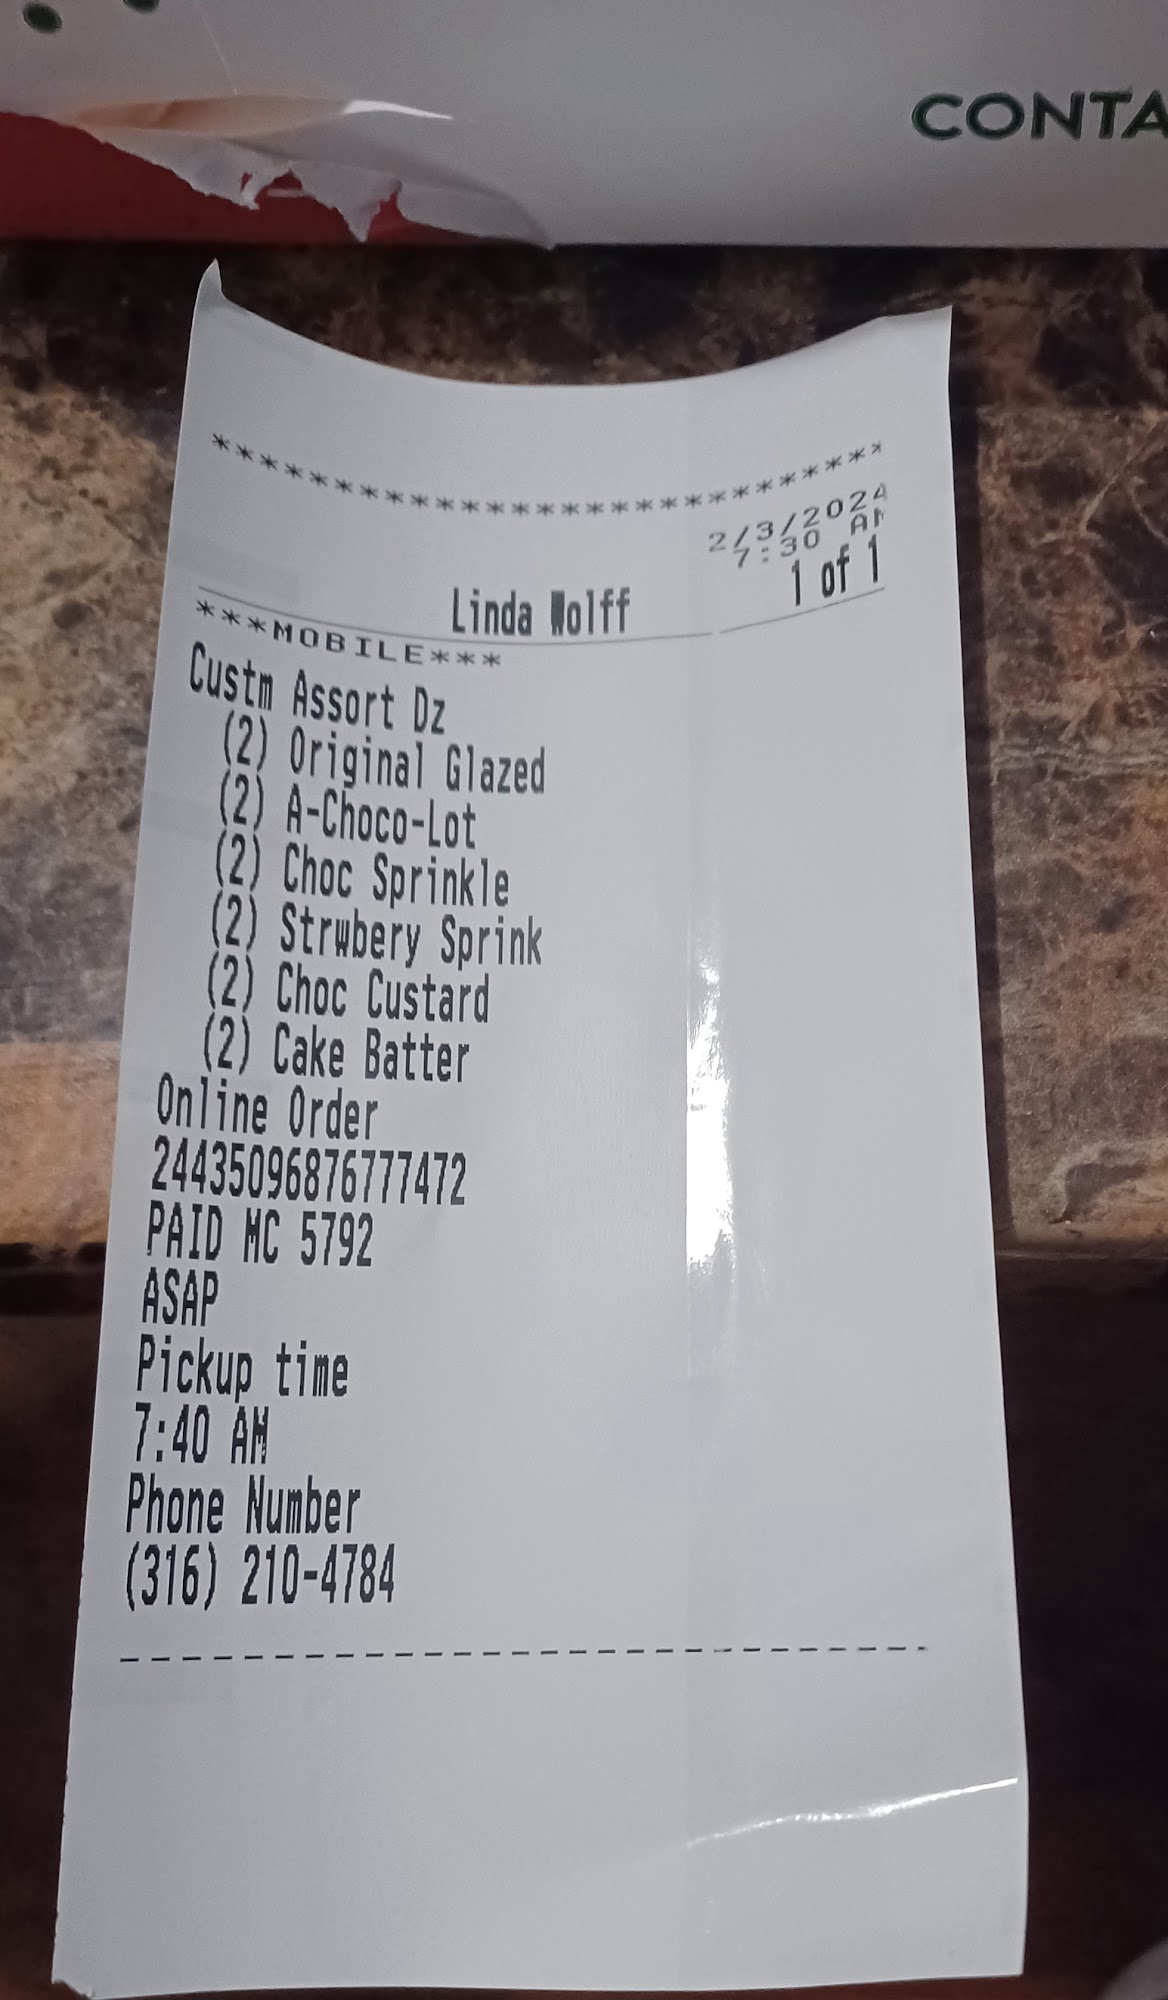 CONTA
***************************
2/3/2024
7:30 AM
1 of 1
Linda Wolff
***MOBILE***
Custm Assort Dz
(2) Original Glazed
(2) A-Choco-Lot
(2) Choc Sprinkle
(2) Strwbery Sprink
(2) Choc Custard
(2) Cake Batter
Online Order
24435096876777472
PAID MC 5792
ASAP
Pickup time
7:40 AM
Phone Number
(316) 210-4784